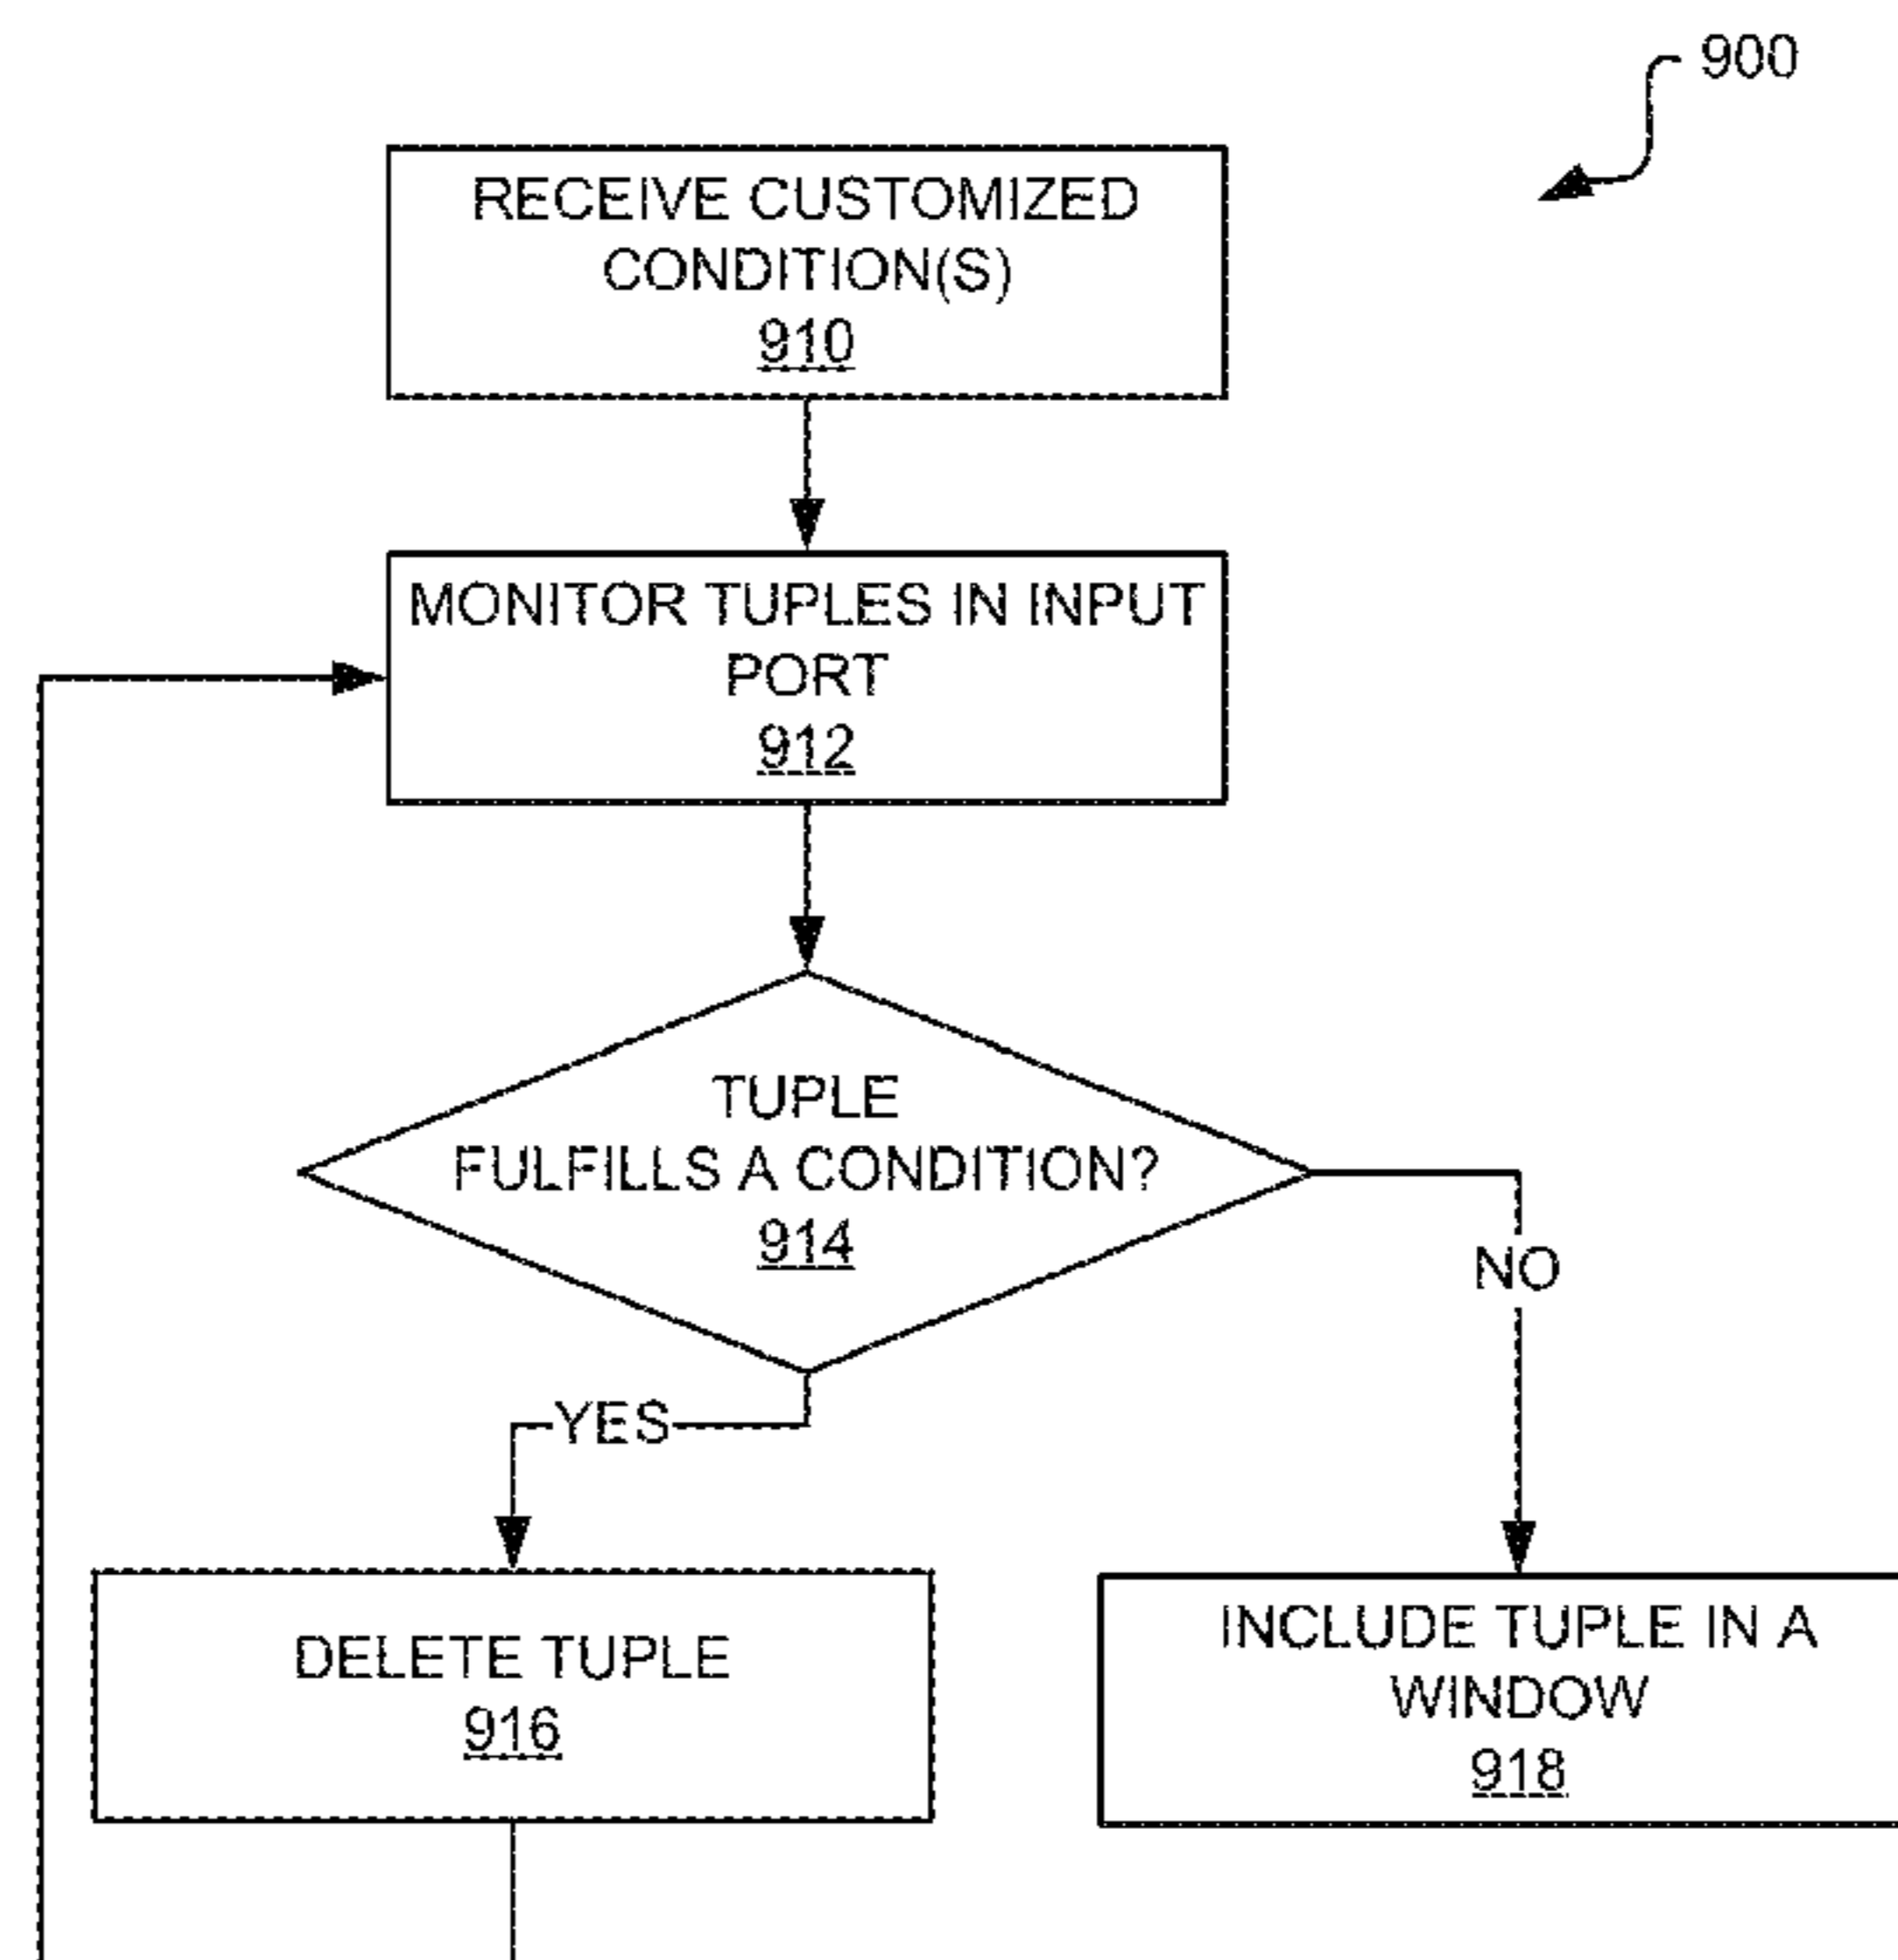 900
RECEIVE CUSTOMIZED
CONDITION(S)
910
MONITOR TUPLES IN INPUT
PORT
912
TUPLE
FULFILLS A CONDITION?
914
NO
YES
DELETE TUPLE
916
INCLUDE TUPLE IN A
WINDOW
918